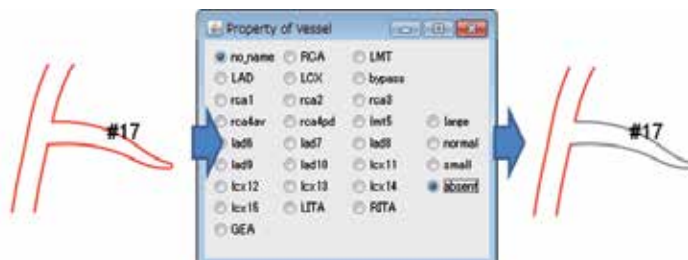 Property of Vessel
no_name RCA LMT
LAD LCX bypass
rca1 rca2 rca3
rca4av rca4pd lmt5 large
lad6 lad7 lad8 normal
lad9 lad10 lcx11 small
lcx12 lcx13 lcx14 absent
lcx15 LITA RITA
GEA
#17
#17